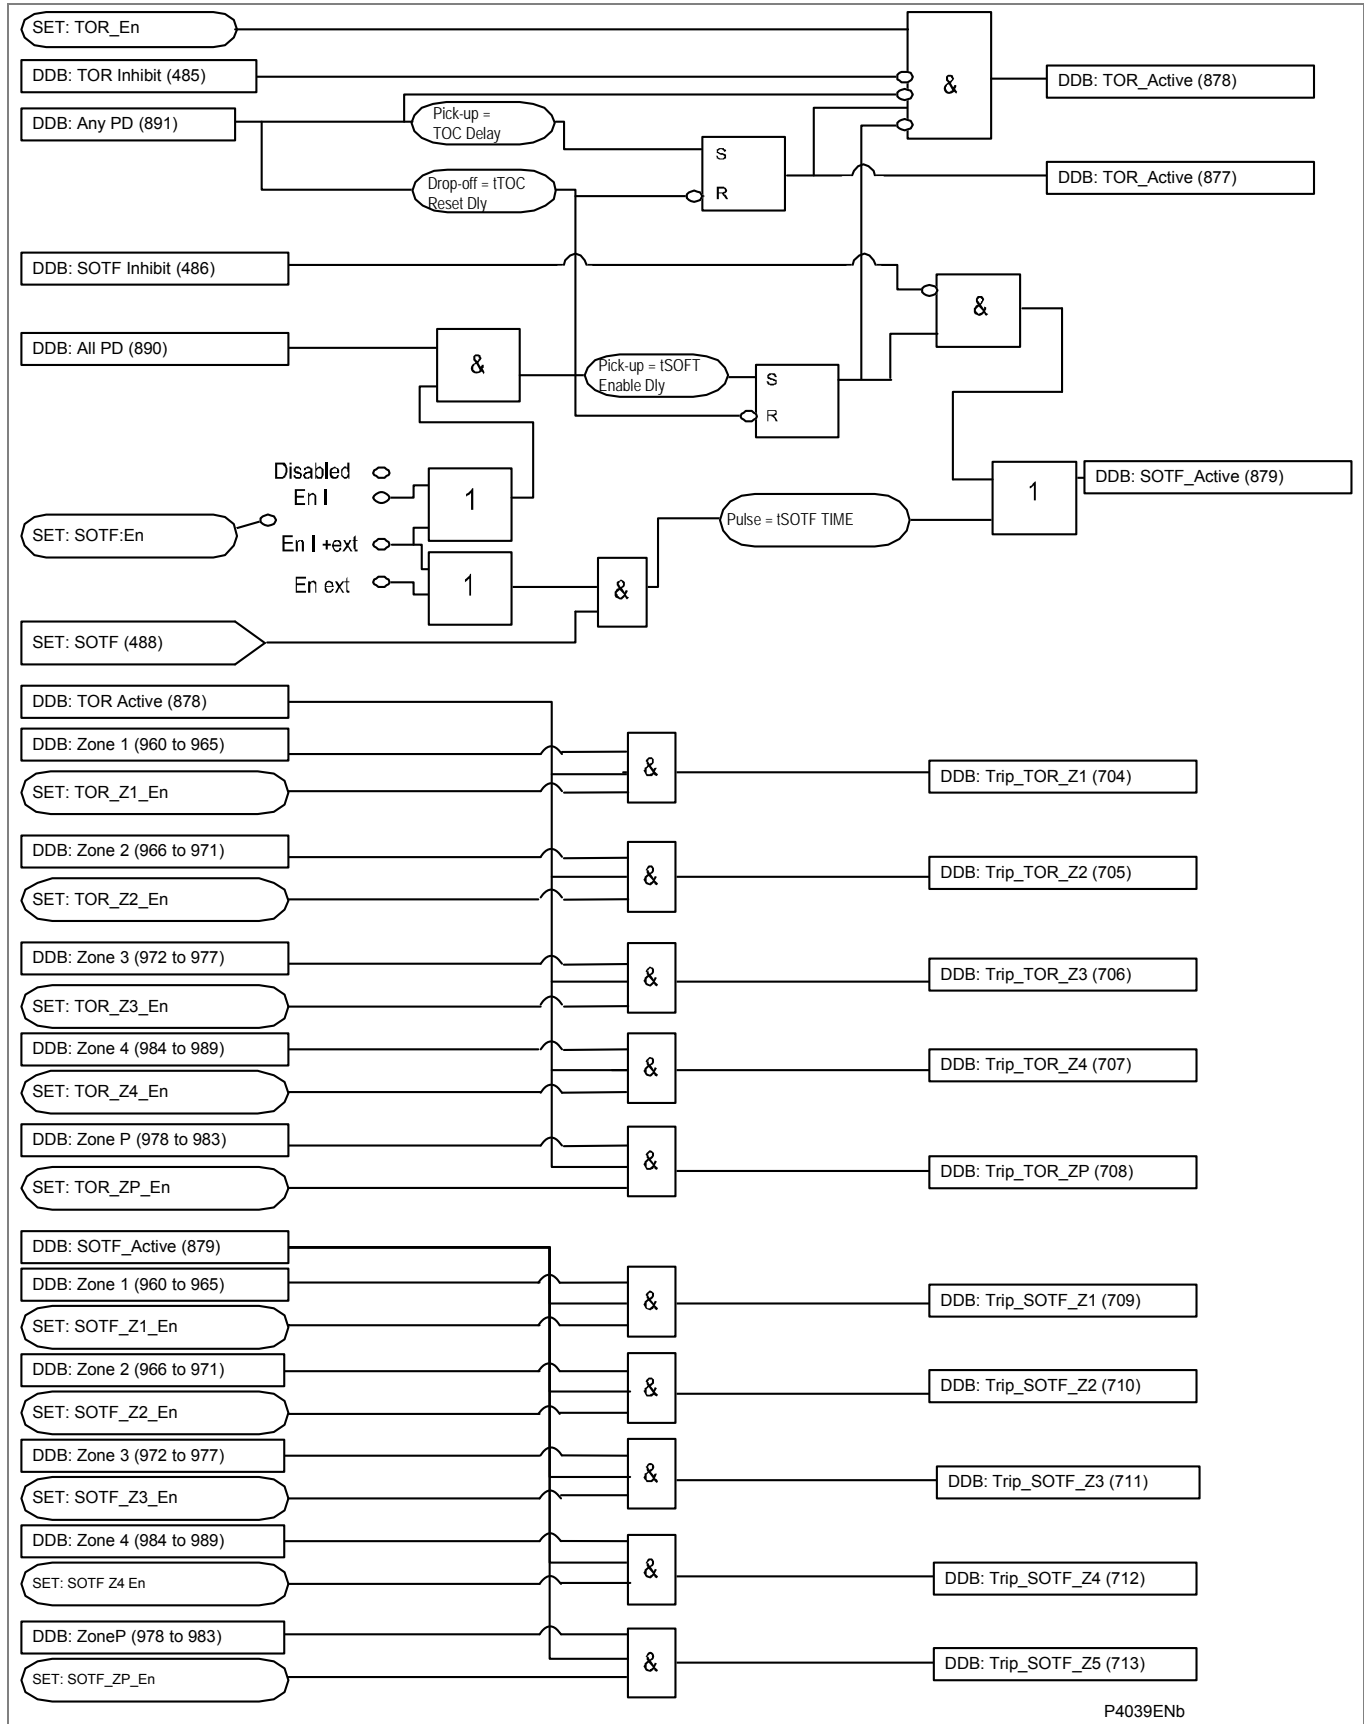 SET: TOR_En
DDB: TOR Inhibit (485)
&
DDB: TOR_Active (878)
DDB: Any PD (891)
Pick-up =
TOC Delay
S
R
Drop-off = tTOC
Reset Dly
DDB: TOR_Active (877)
DDB: SOTF Inhibit (486)
&
DDB: All PD (890)
&
Pick-up = tSOFT
Enable Dly
S
R
Disabled
En I
1
DDB: SOTF_Active (879)
1
SET: SOTF:En
Pulse = tSOTF TIME
En I +ext
En ext
1
&
SET: SOTF (488)
DDB: TOR Active (878)
DDB: Zone 1 (960 to 965)
&
DDB: Trip_TOR_Z1 (704)
SET: TOR_Z1_En
DDB: Zone 2 (966 to 971)
&
DDB: Trip_TOR_Z2 (705)
SET: TOR_Z2_En
DDB: Zone 3 (972 to 977)
&
DDB: Trip_TOR_Z3 (706)
SET: TOR_Z3_En
DDB: Zone 4 (984 to 989)
&
DDB: Trip_TOR_Z4 (707)
SET: TOR_Z4_En
DDB: Zone P (978 to 983)
&
DDB: Trip_TOR_ZP (708)
SET: TOR_ZP_En
DDB: SOTF_Active (879)
DDB: Zone 1 (960 to 965)
&
DDB: Trip_SOTF_Z1 (709)
SET: SOTF_Z1_En
DDB: Zone 2 (966 to 971)
&
DDB: Trip_SOTF_Z2 (710)
SET: SOTF_Z2_En
DDB: Zone 3 (972 to 977)
&
DDB: Trip_SOTF_Z3 (711)
SET: SOTF_Z3_En
DDB: Zone 4 (984 to 989)
&
DDB: Trip_SOTF_Z4 (712)
SET: SOTF Z4 En
DDB: ZoneP (978 to 983)
&
DDB: Trip_SOTF_Z5 (713)
SET: SOTF_ZP_En
P4039ENb